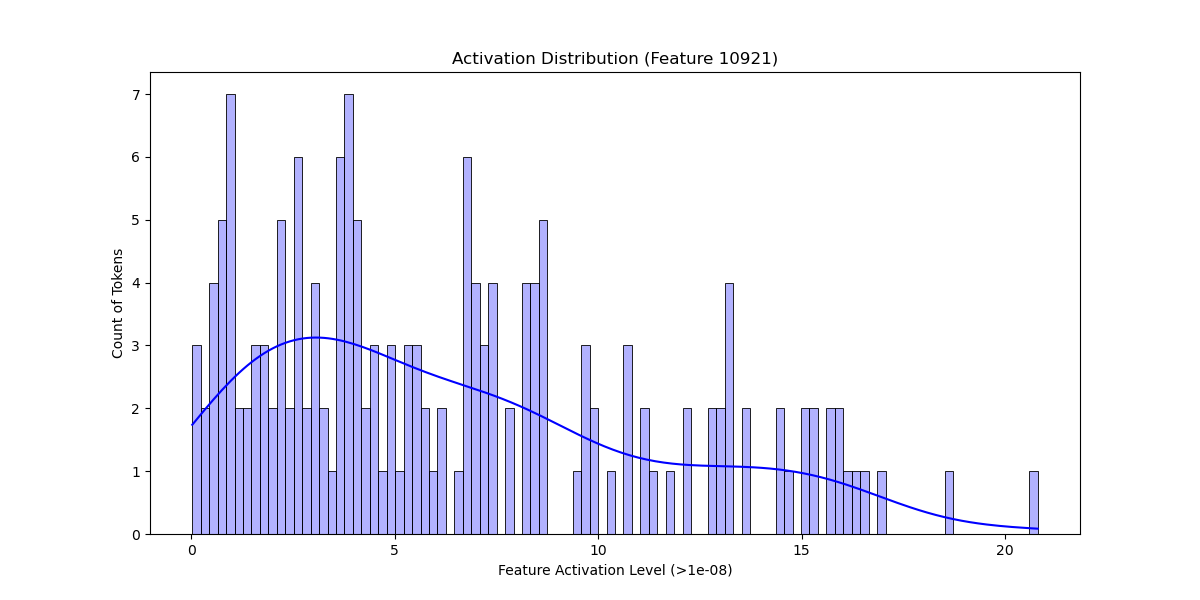 Activation Distribution (Feature 10921)
Count of Tokens
7
6
5
4
3
2
1
0
0 5 10 15 20
Feature Activation Level (>1e-08)